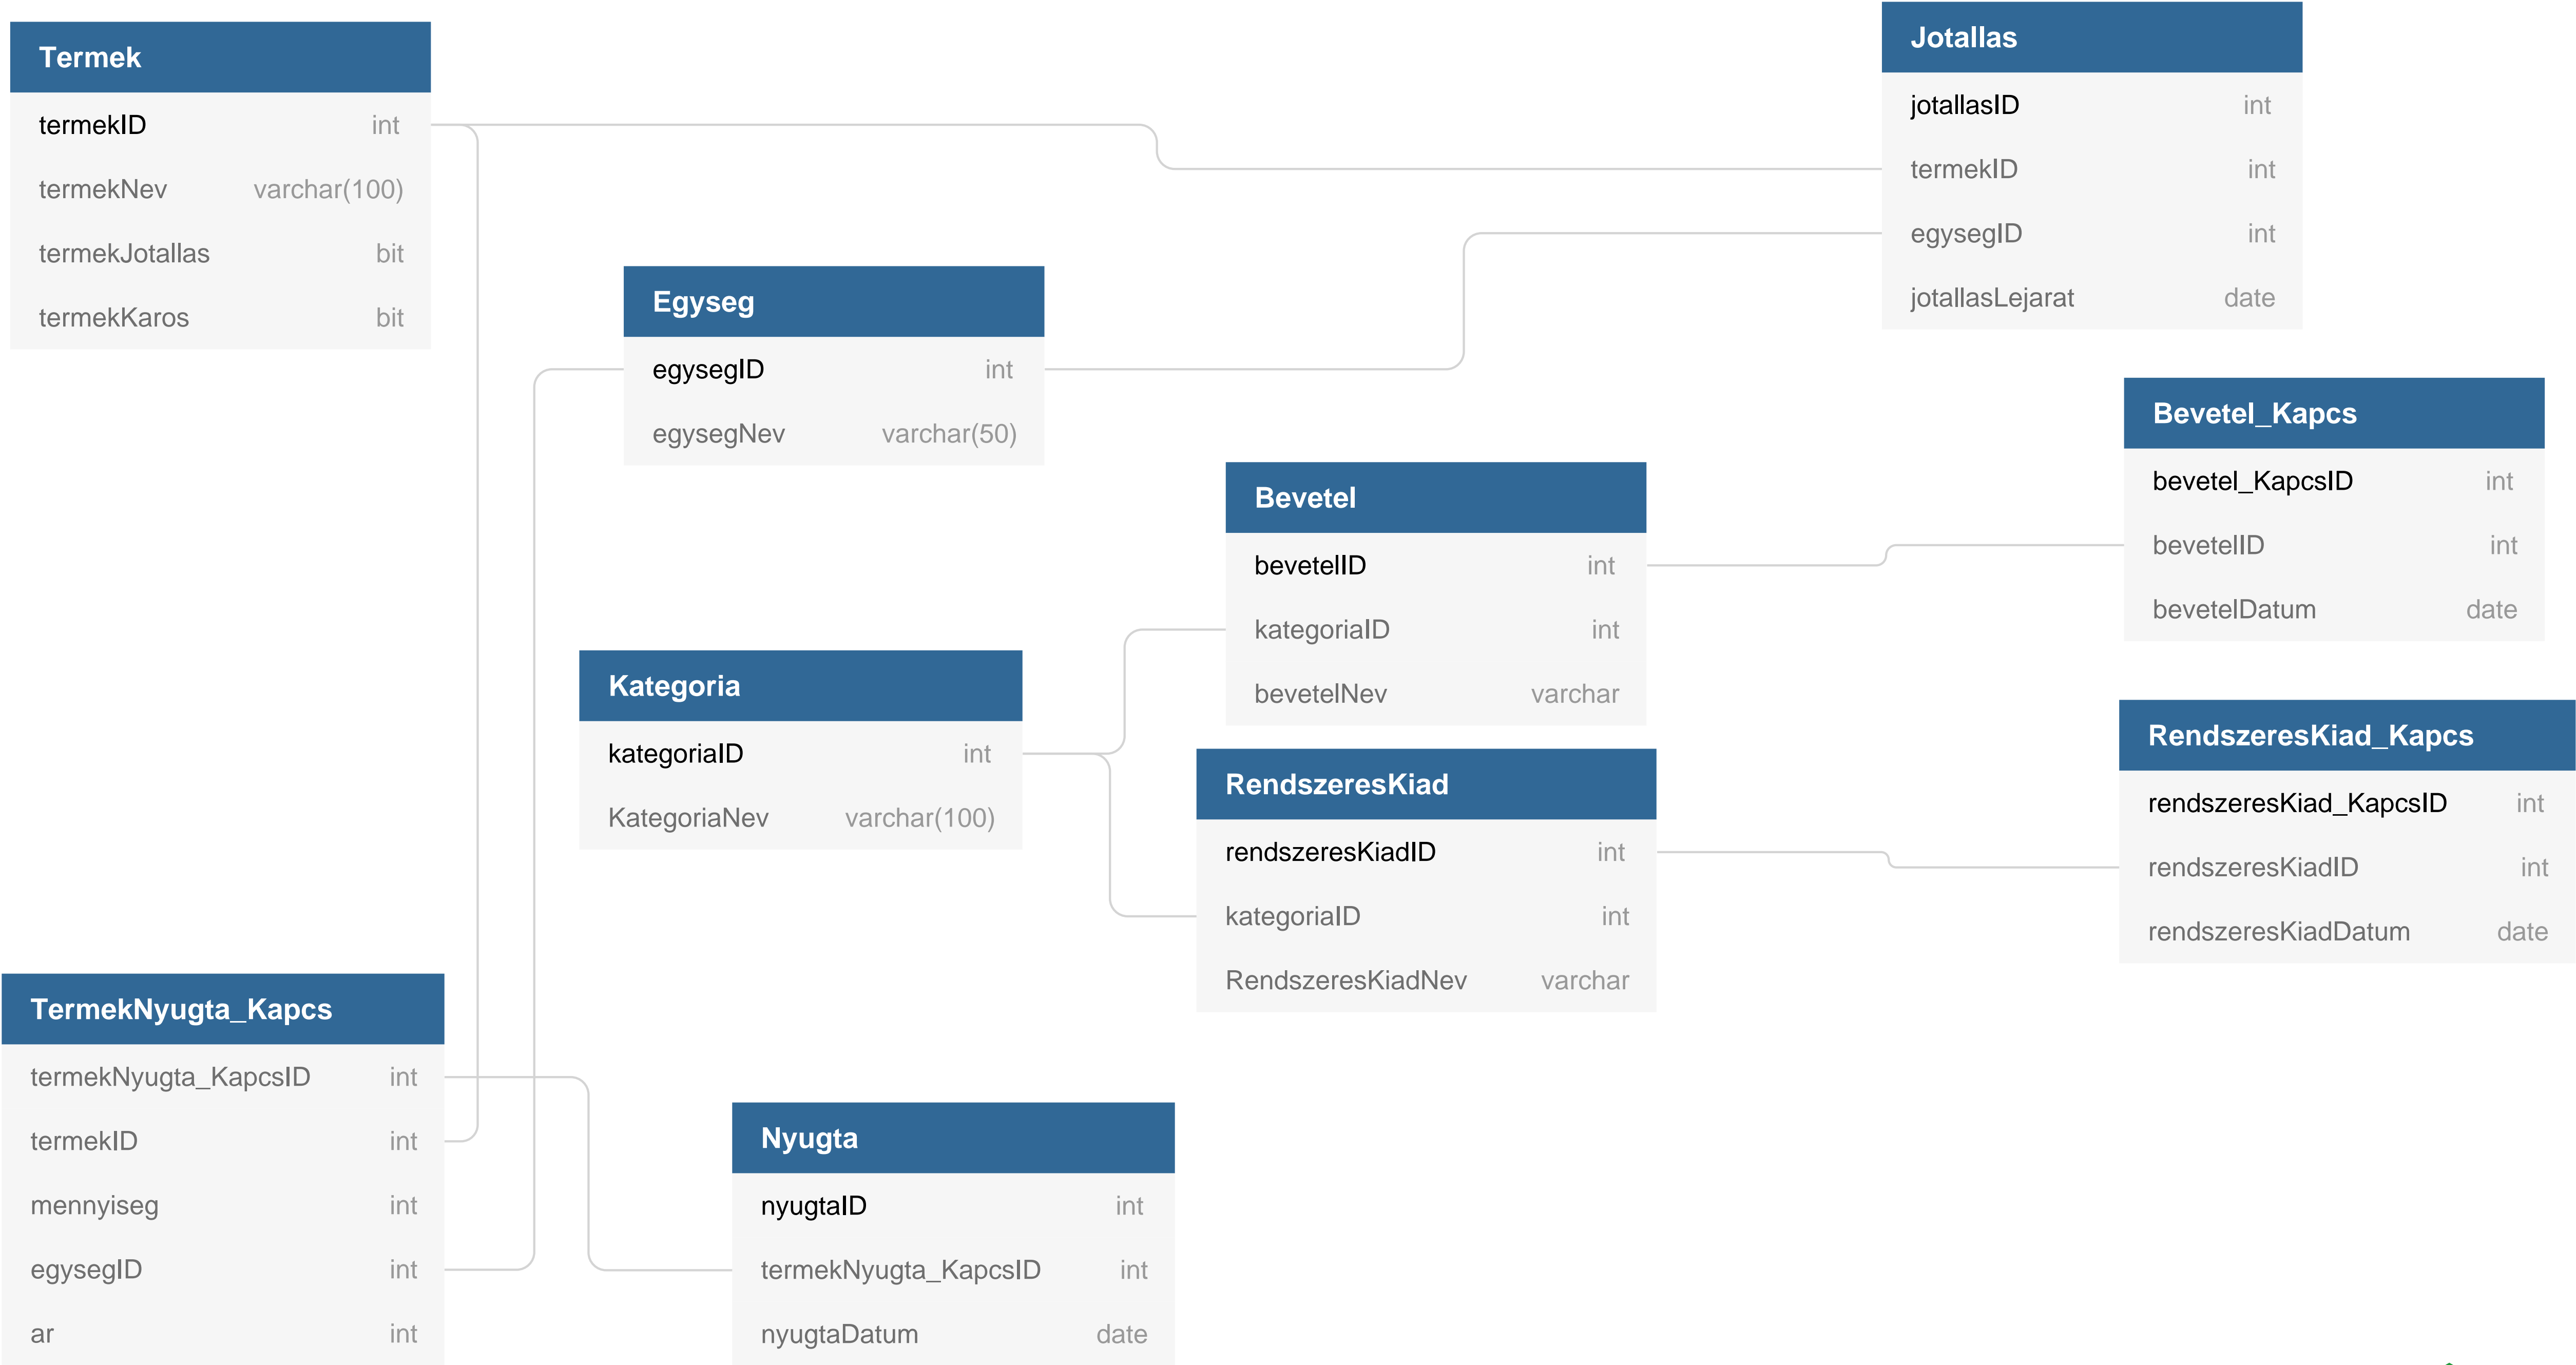 Termek
termekID int
termekNev varchar(100)
termekJotallas bit
termekKaros bit
Jotallas
jotallasID int
termekID int
egysegID int
jotallasLejarat date
Egyseg
egysegID int
egysegNev varchar(50)
Bevetel_Kapcs
bevetel_KapcsID int
bevetelID int
bevetelDatum date
Bevetel
bevetelID int
kategoriaID int
bevetelNev varchar
Kategoria
kategoriaID int
KategoriaNev varchar(100)
RendszeresKiad_Kapcs
rendszeresKiad_KapcsID int
rendszeresKiadID int
rendszeresKiadDatum date
RendszeresKiad
rendszeresKiadID int
kategoriaID int
RendszeresKiadNev varchar
TermekNyugta_Kapcs
termekNyugta_KapcsID int
termekID int
mennyiseg int
egysegID int
ar int
Nyugta
nyugtaID int
termekNyugta_KapcsID int
nyugtaDatum date